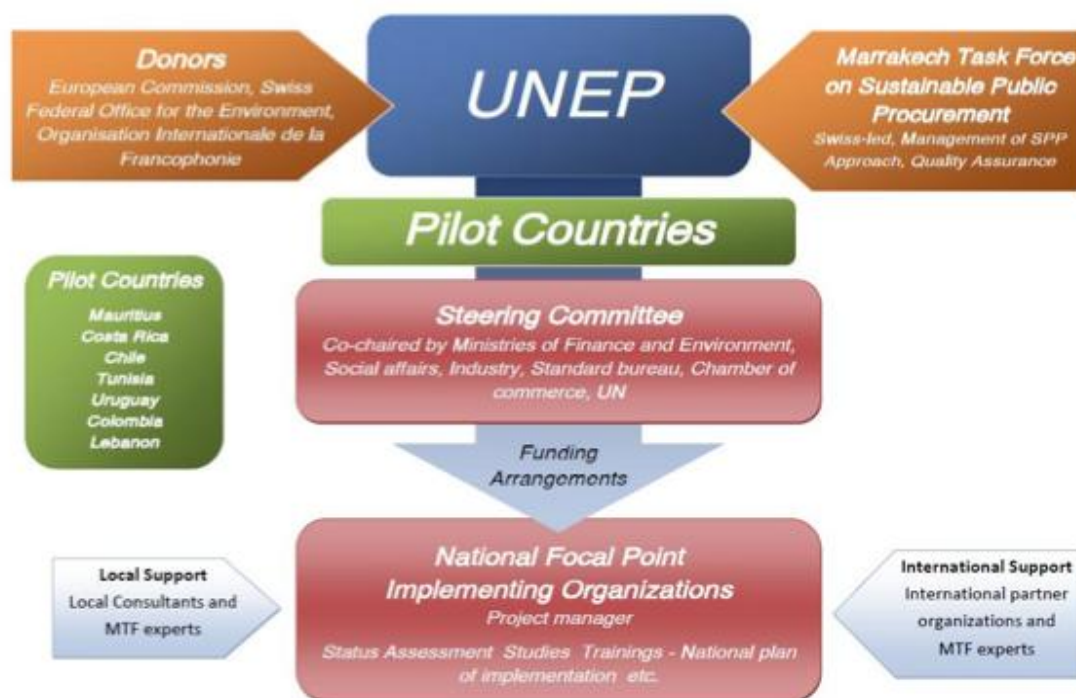 Donors
European Commission, Swiss
Federal Office for the Environment,
Organisation Internationale de la
Francophonie
UNEP
Marrakech Task Force
on Sustainable Public
Procurement
Swiss-led, Management of SPP
Approach, Quality Assurance
Pilot Countries
Pilot Countries
Mauritius
Costa Rica
Chile
Tunisia
Uruguay
Colombia
Lebanon
Steering Committee
Co-chaired by Ministries of Finance and Environment,
Social affairs, Industry, Standard bureau, Chamber of
commerce, UN
Funding
Arrangements
Local Support
Local Consultants and
MTF experts
National Focal Point
Implementing Organizations
Project manager
Status Assessment Studies Trainings - National plan
of implementation etc.
International Support
International partner
organizations and
MTF experts